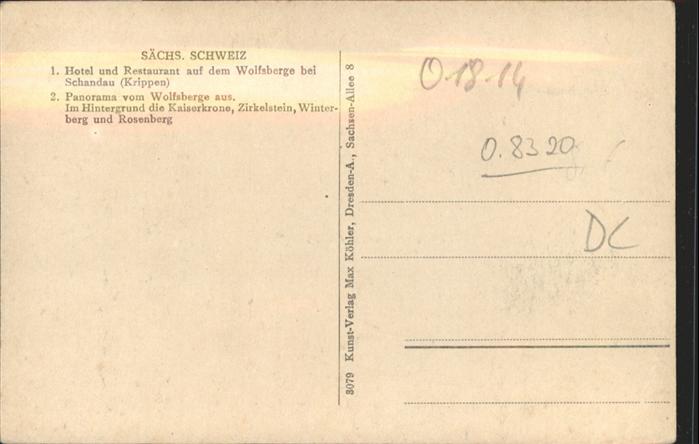 SÄCHS. SCHWEIZ
1. Hotel und Restaurant auf dem Wolfsberge bei
Schandau (Krippen)
2. Panorama vom Wolfsberge aus.
Im Hintergrund die Kaiserkrone, Zirkelstein, Winter-
berg und Rosenberg
3079 Kunst-Verlag Max Köhler, Dresden-A., Sachsen-Allee 8
0-18-14
0.8320
DC